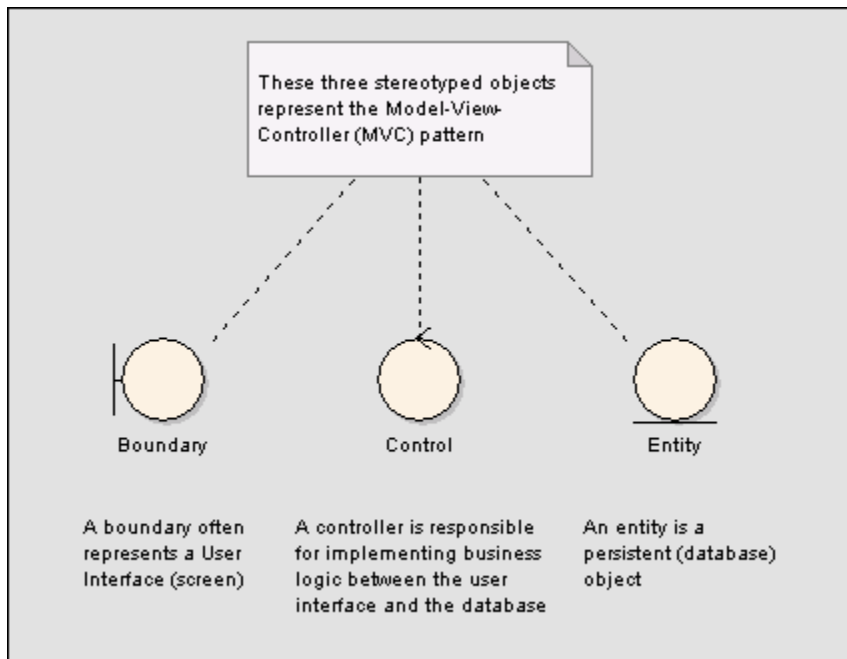 These three stereotyped objects
represent the Model-View-
Controller (MVC) pattern
Boundary
Control
Entity
A boundary often
represents a User
Interface (screen)
A controller is responsible
for implementing business
logic between the user
interface and the database
An entity is a
persistent (database)
object